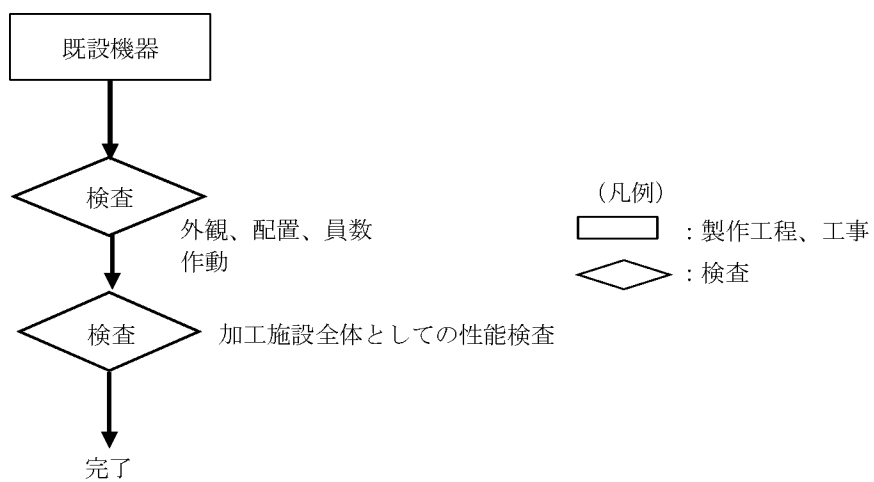 既設機器
検査
外観、配置、員数
作動
検査
加工施設全体としての性能検査
完了
（凡例）
：製作工程、工事
：検査